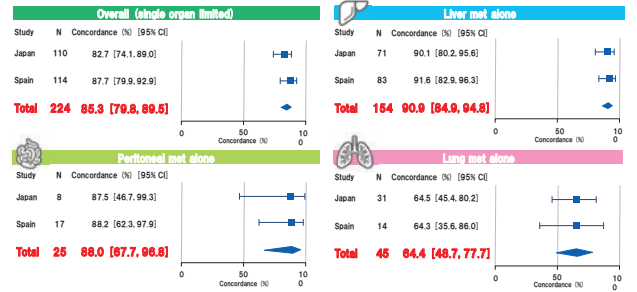 Overall (single organ limited)
Study N Concordance (%) [95% CI]
Japan 110 82.7 [74.1, 89.0]
Spain 114 87.7 [79.9, 92.9]
Total 224 85.3 [79.8, 89.5]
0 50 100
Concordance (%)
Liver met alone
Study N Concordance (%) [95% CI]
Japan 71 90.1 [80.2, 95.6]
Spain 83 91.6 [82.9, 96.3]
Total 154 90.9 [84.9, 94.8]
0 50 100
Concordance (%)
Peritoneal met alone
Study N Concordance (%) [95% CI]
Japan 8 87.5 [46.7, 99.3]
Spain 17 88.2 [62.3, 97.9]
Total 25 88.0 [67.7, 96.8]
0 50 100
Concordance (%)
Lung met alone
Study N Concordance (%) [95% CI]
Japan 31 64.5 [45.4, 80.2]
Spain 14 64.3 [35.6, 86.0]
Total 45 64.4 [48.7, 77.7]
0 50 100
Concordance (%)